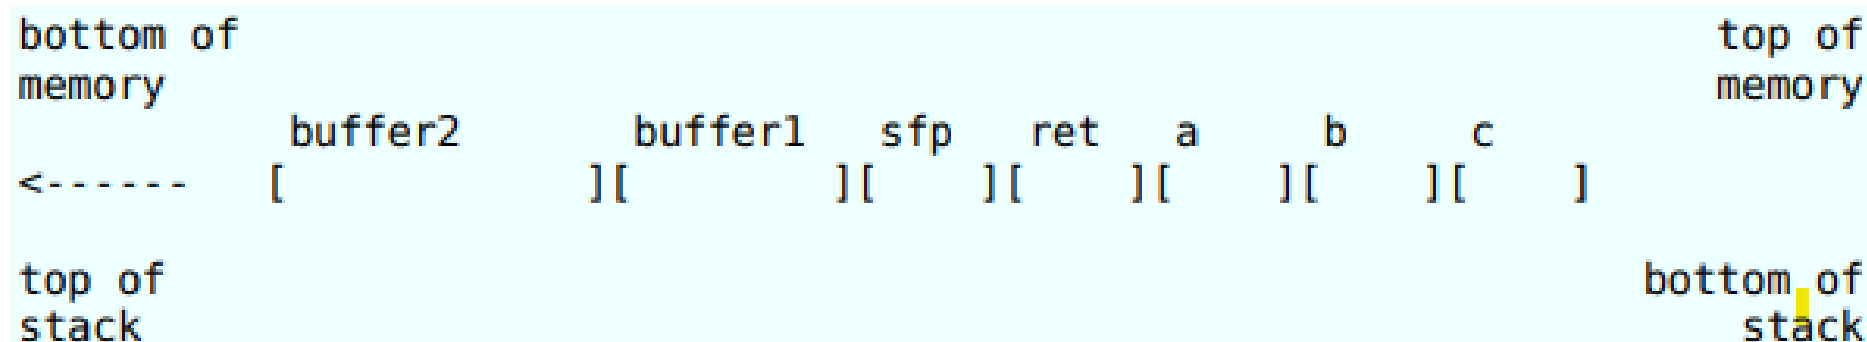 bottom of                                                            top of
memory                                                               memory
           buffer2       buffer1   sfp   ret   a     b     c
<------   [            ][        ][    ][    ][    ][    ][    ]
top of                                                            bottom of
stack                                                                 stack